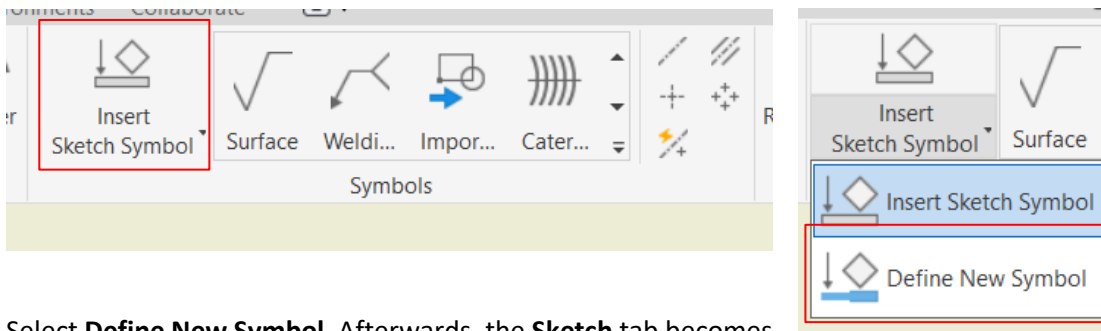 Insert
Sketch Symbol
Surface Weldi... Impor... Cater...
Symbols
Insert
Sketch Symbol
Surface
Insert Sketch Symbol
Define New Symbol
Select Define New Symbol. Afterwards, the Sketch tab becomes